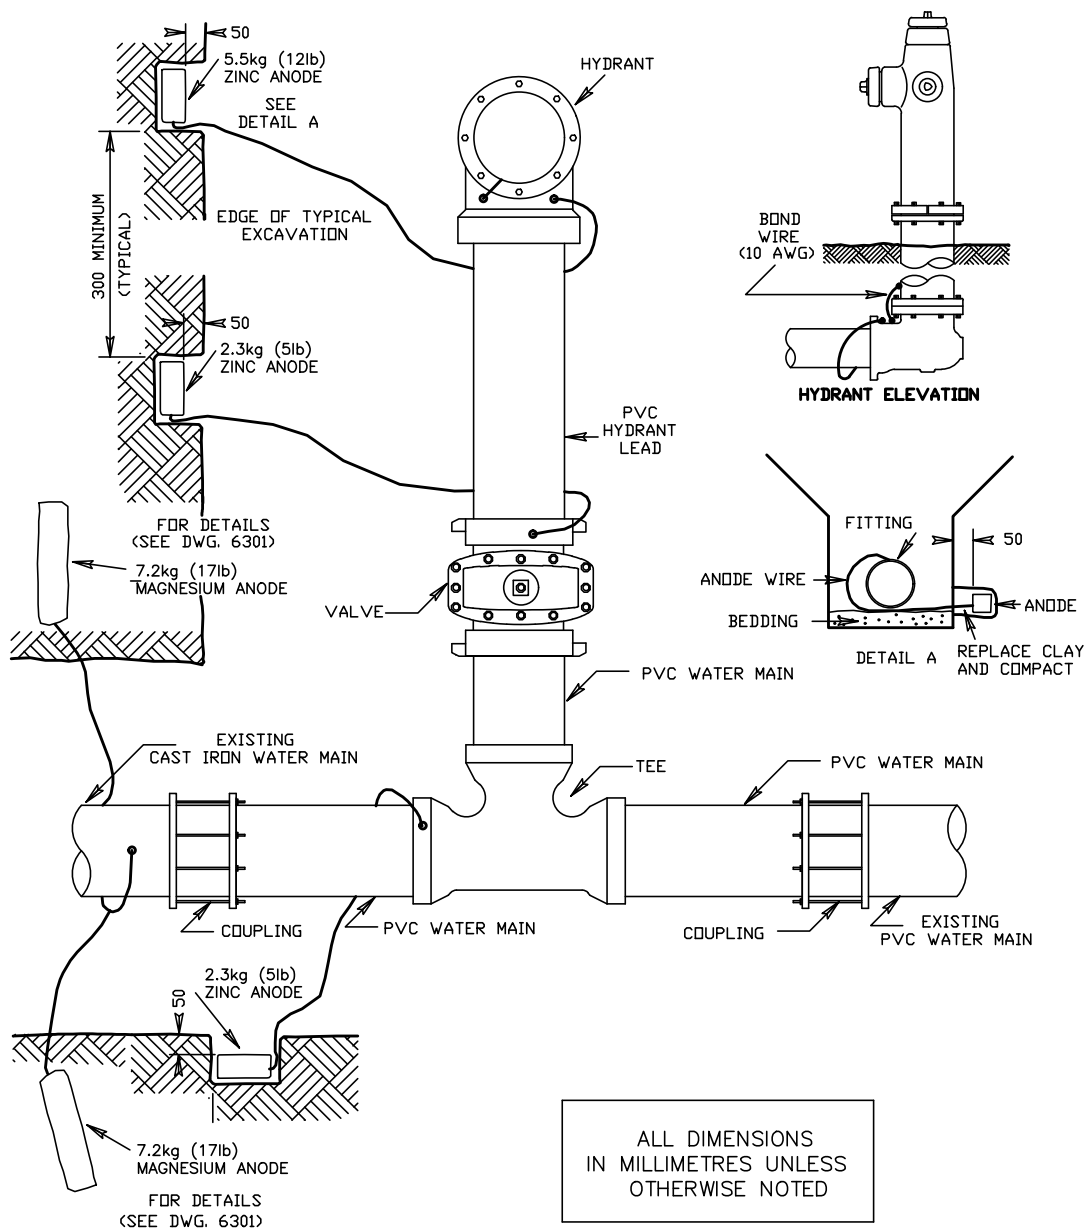 50
5.5kg (12lb)
ZINC ANODE
SEE
DETAIL A
HYDRANT
300 MINIMUM
(TYPICAL)
EDGE OF TYPICAL
EXCAVATION
BOND
WIRE
(10 AWG)
50
2.3kg (5lb)
ZINC ANODE
HYDRANT ELEVATION
PVC
HYDRANT
LEAD
FOR DETAILS
(SEE DWG. 6301)
7.2kg (17lb)
MAGNESIUM ANODE
VALVE
FITTING
50
ANODE WIRE
ANODE
BEDDING
DETAIL A
REPLACE CLAY
AND COMPACT
PVC WATER MAIN
EXISTING
CAST IRON WATER MAIN
TEE
PVC WATER MAIN
COUPLING
PVC WATER MAIN
COUPLING
EXISTING
PVC WATER MAIN
2.3kg (5lb)
ZINC ANODE
50
7.2kg (17lb)
MAGNESIUM ANODE
FOR DETAILS
(SEE DWG. 6301)
ALL DIMENSIONS
IN MILLIMETRES UNLESS
OTHERWISE NOTED